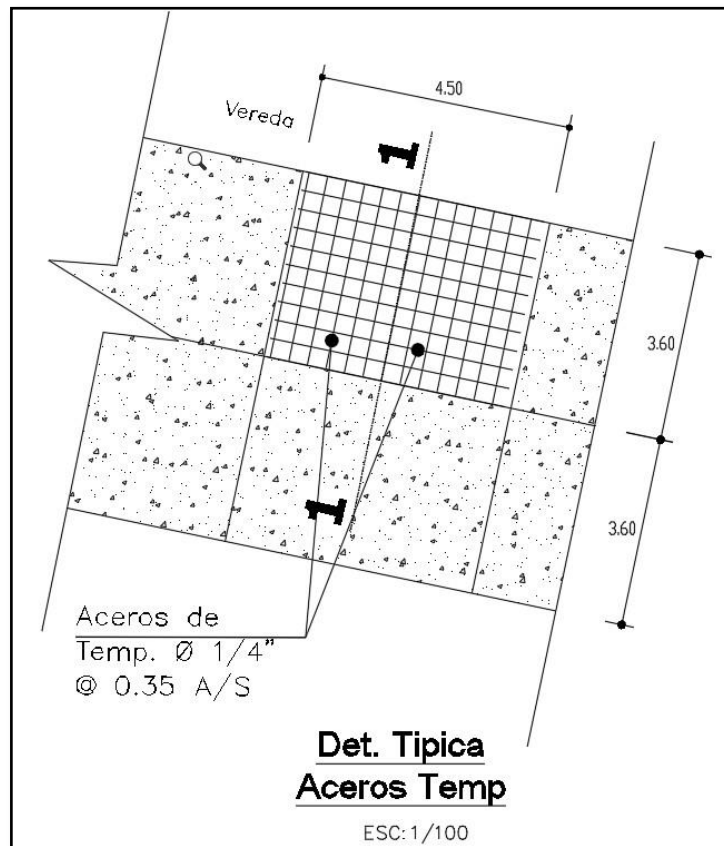 4.50
Vereda
1
3.60
1
3.60
Aceros de
Temp. Ø 1/4"
@ 0.35 A/S
Det. Tipica
Aceros Temp
ESC: 1/100